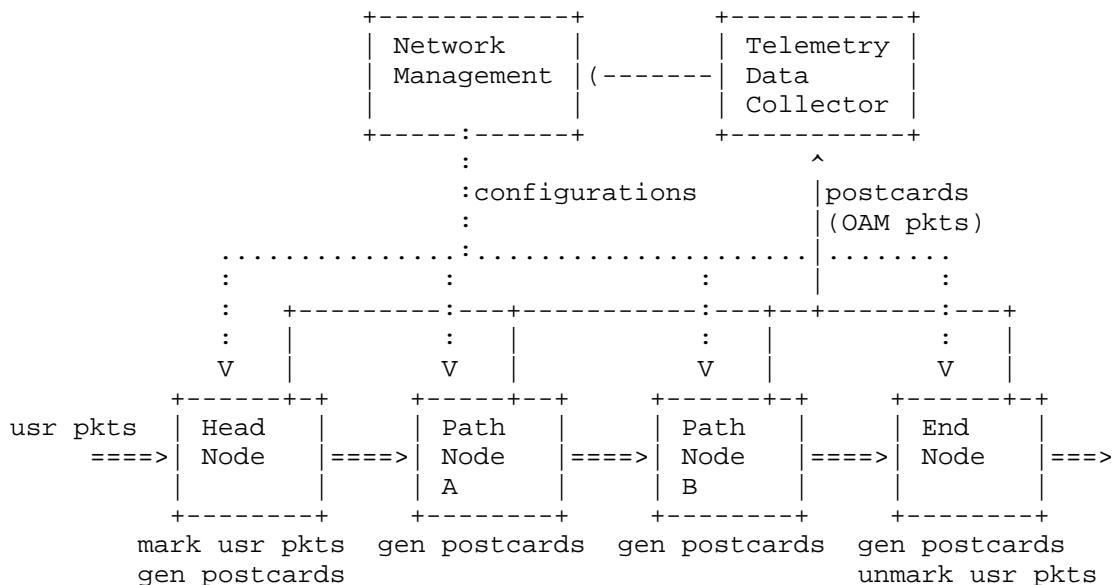 Network Telemetry
Management Data
Collector
configurations postcards
(OAM pkts)
usr pkts Head Path Path End
Node Node Node Node
A B
mark usr pkts gen postcards gen postcards gen postcards
gen postcards unmark usr pkts